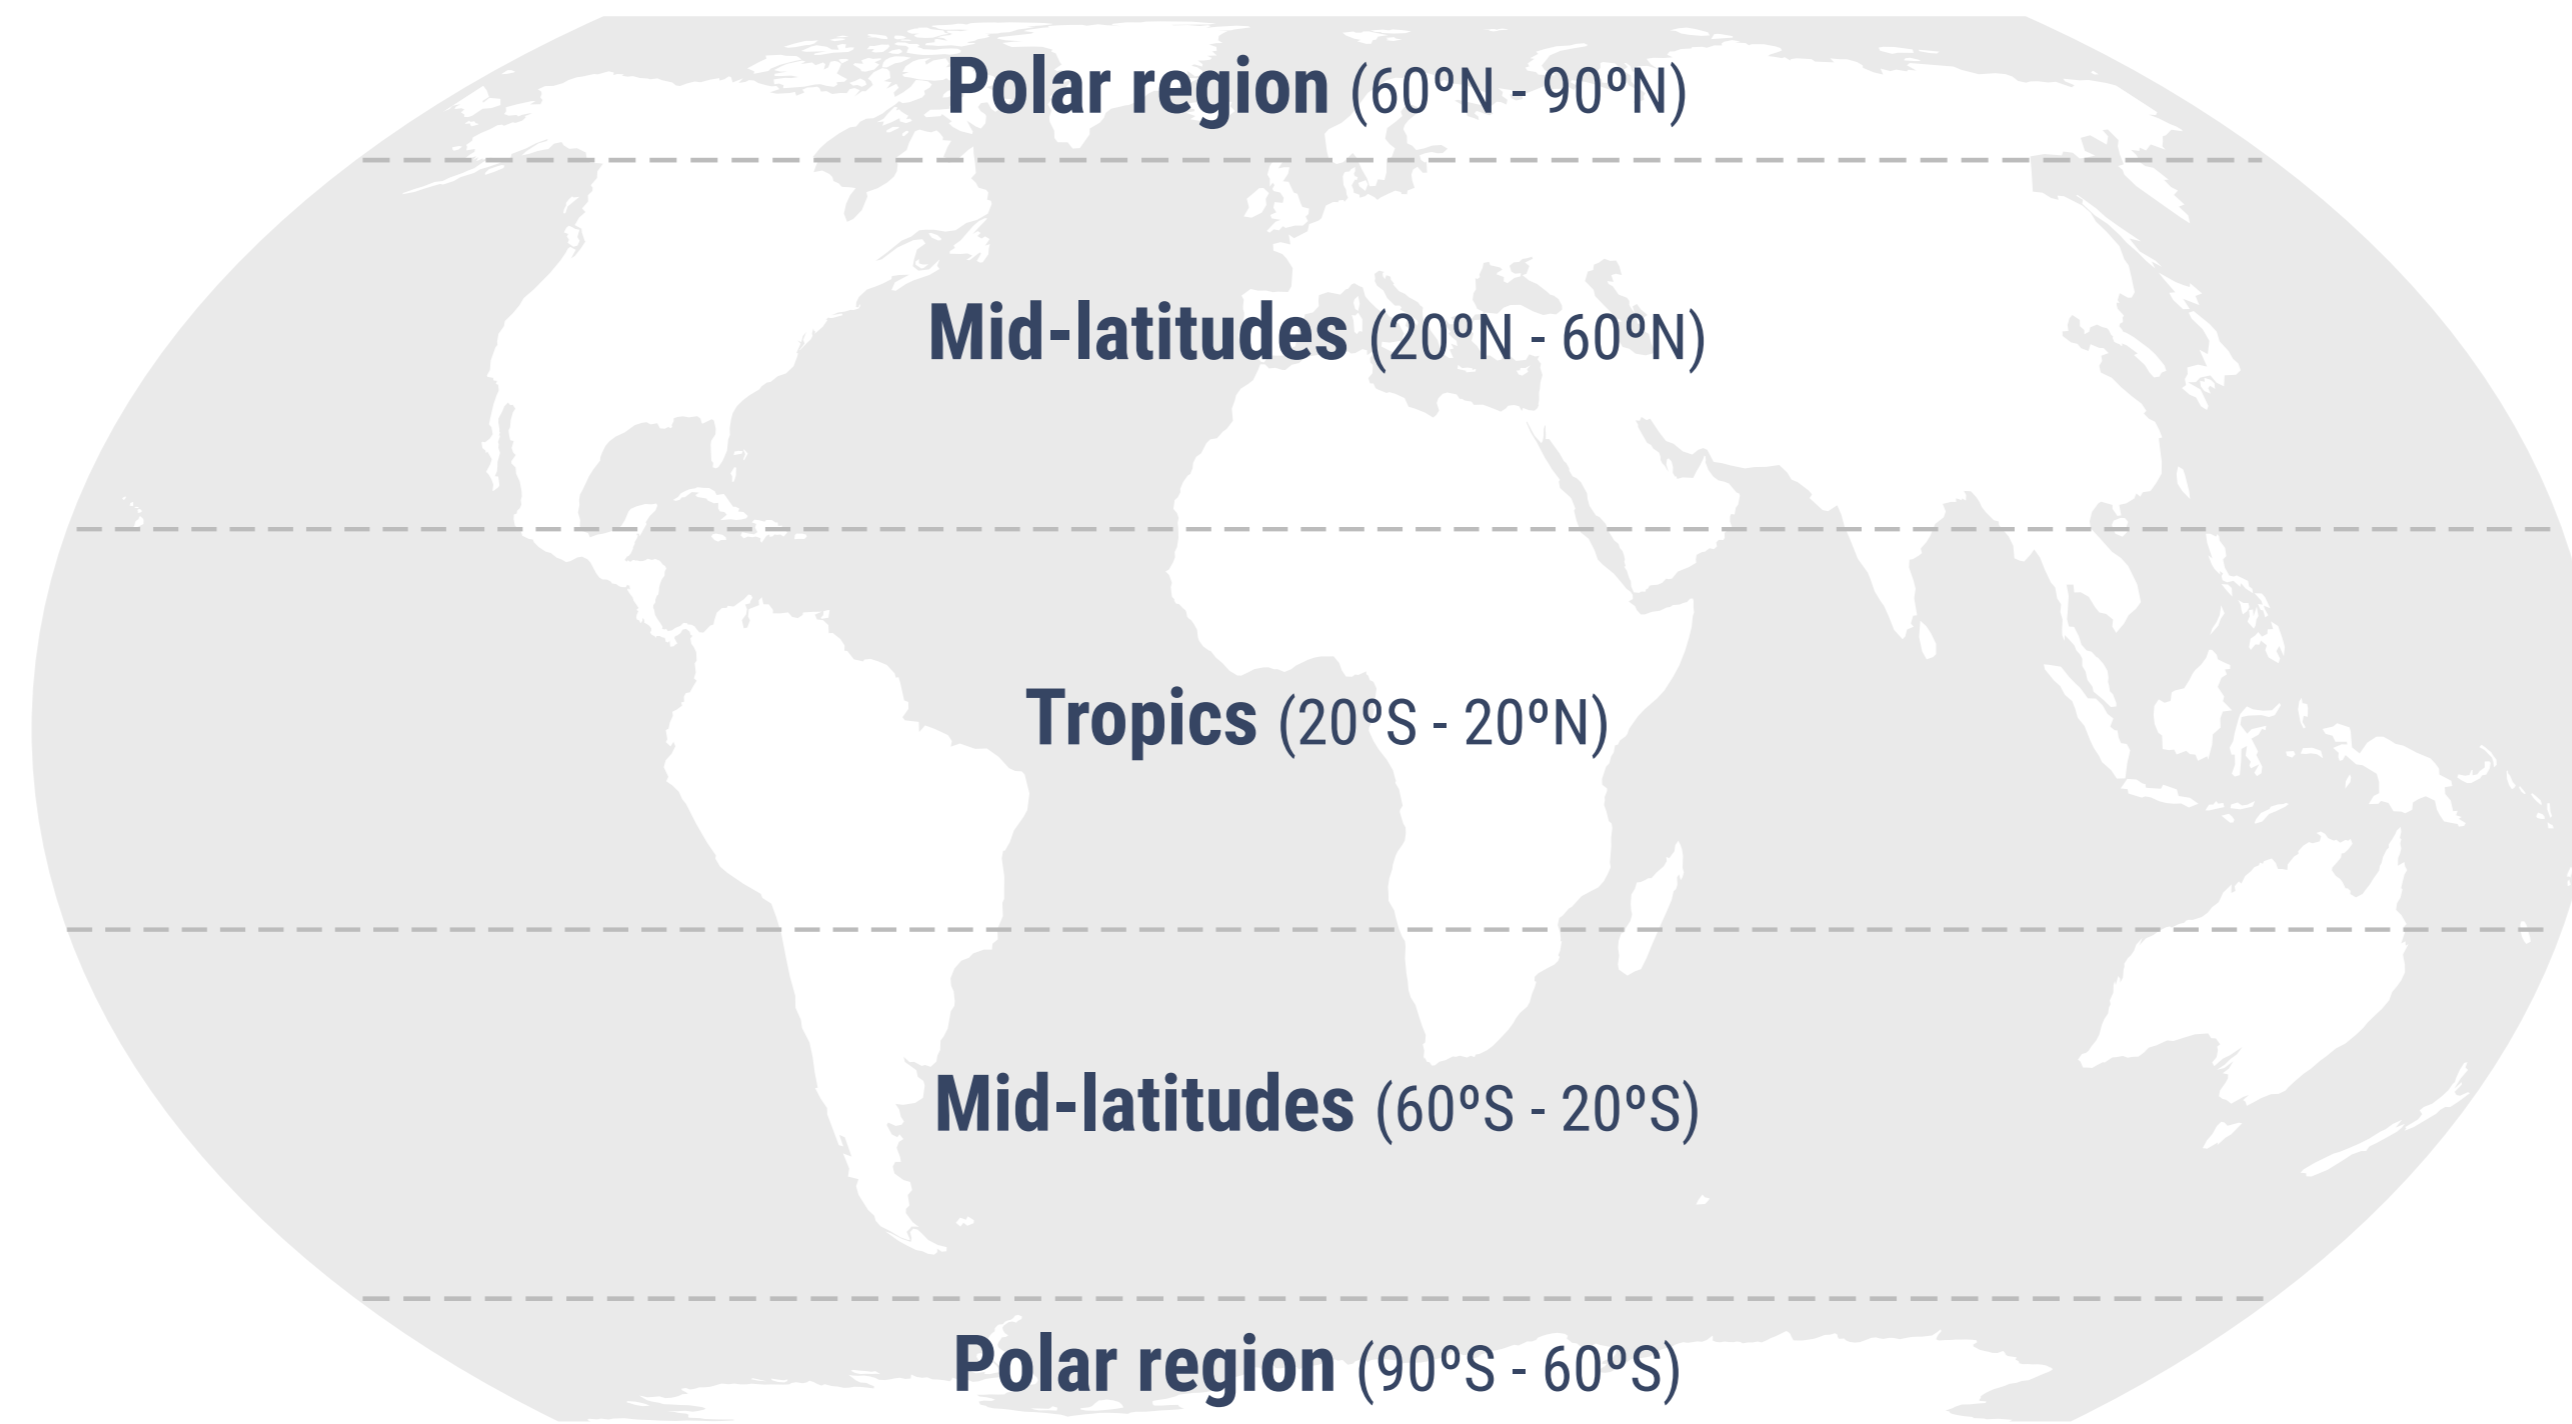 Polar region (60ºN - 90ºN)
Mid-latitudes (20ºN - 60ºN)
Tropics (20ºS - 20ºN)
Mid-latitudes (60ºS - 20ºS)
Polar region (90ºS - 60ºS)